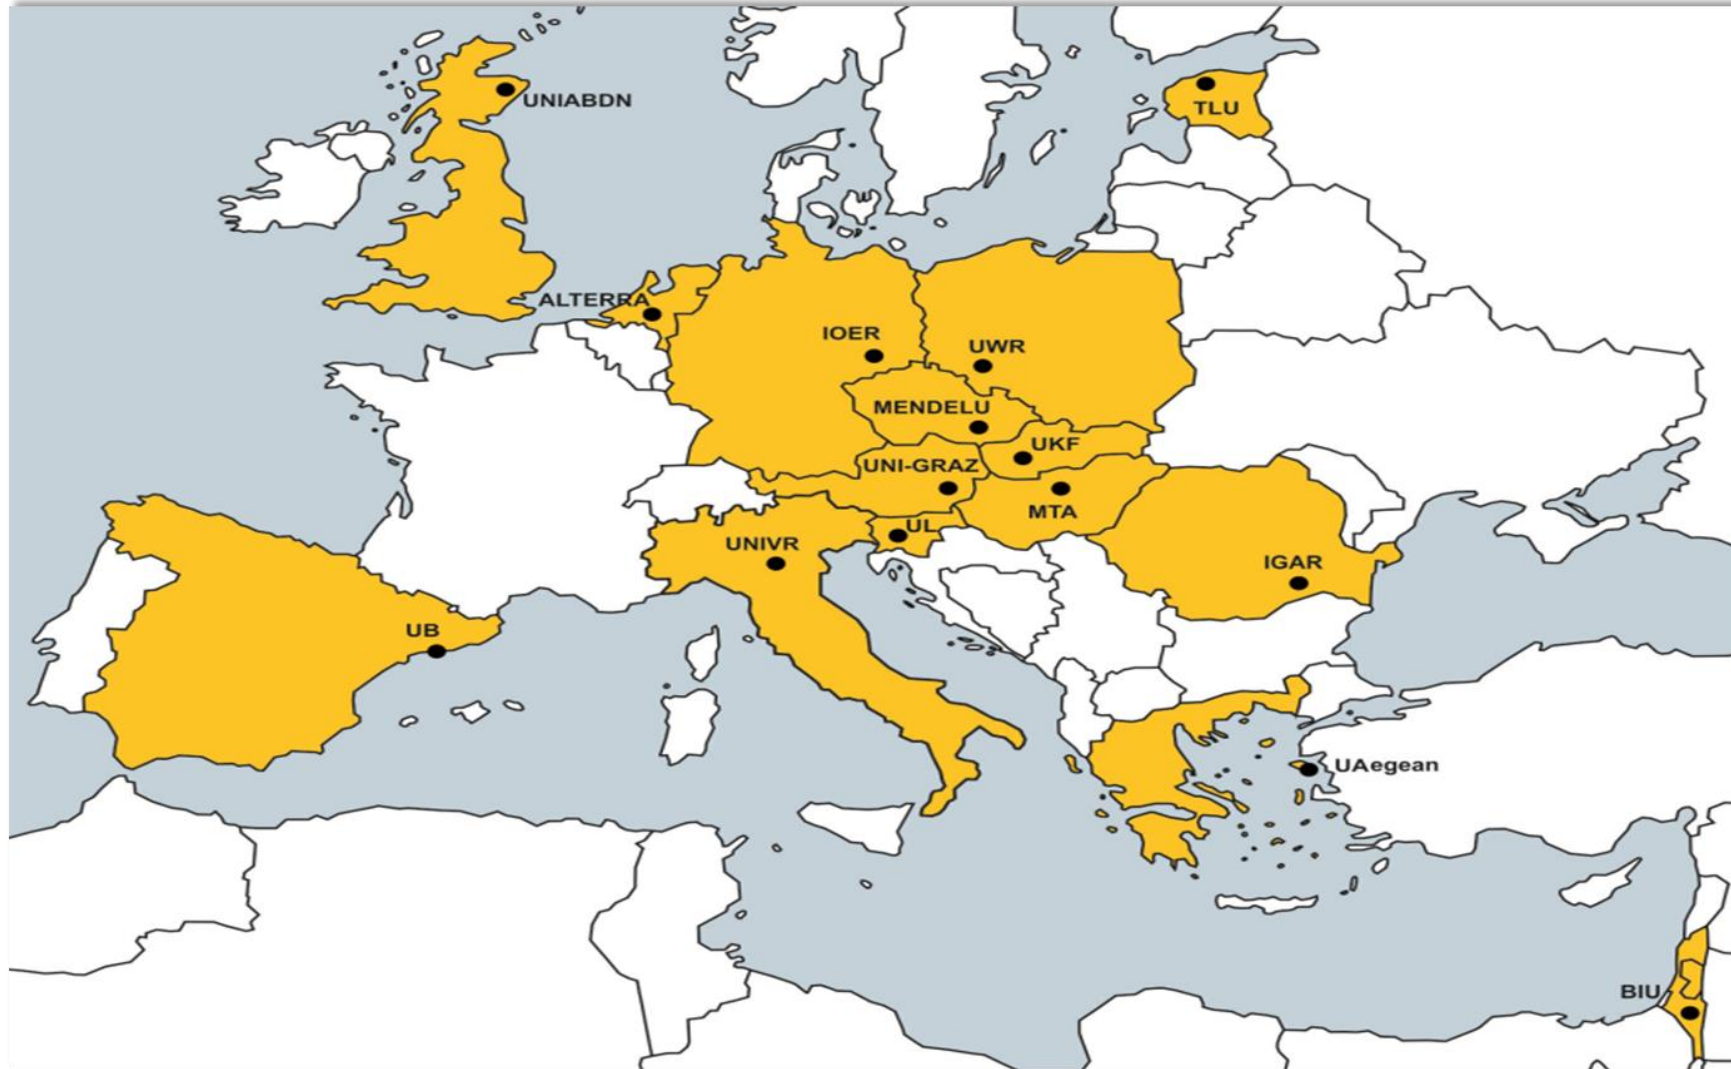 UNIABDN
TLU
ALTERRA
IOER
UWR
MENDELU
UKF
UNI-GRAZ
MTA
UL
UNIVR
IGAR
UB
UAegean
BIU